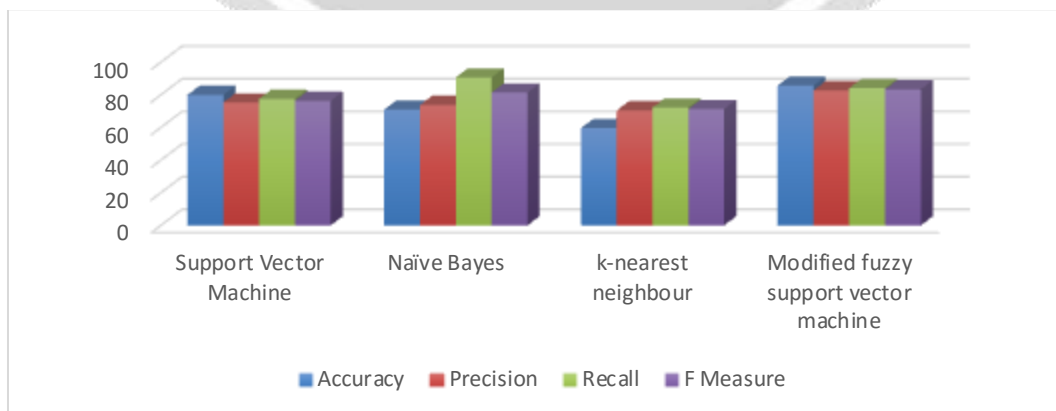 100
80
60
40
20
0
Support Vector
Machine
Naïve Bayes
k-nearest
neighbour
Modified fuzzy
support vector
machine
Accuracy Precision Recall F Measure